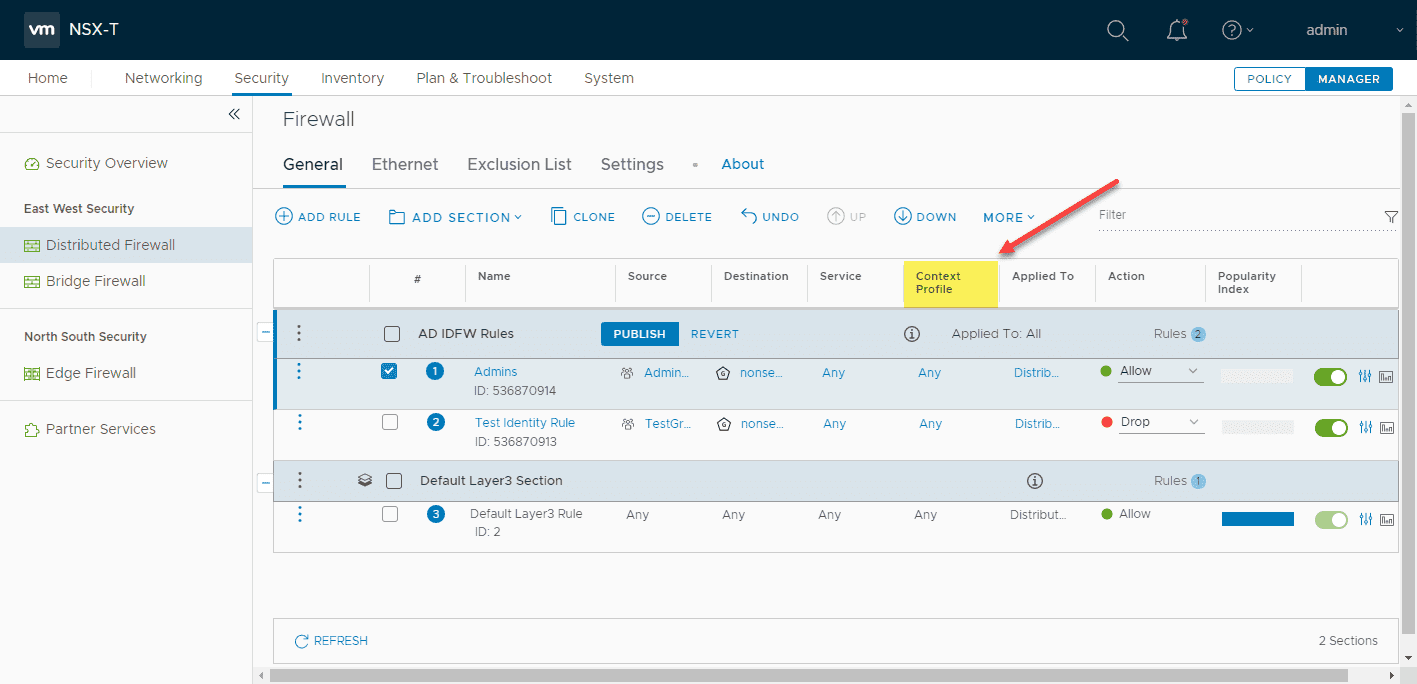 vm NSX-T admin
Home Networking Security Inventory Plan & Troubleshoot System POLICY MANAGER
Firewall
General Ethernet Exclusion List Settings • About
Security Overview
East West Security
Distributed Firewall
Bridge Firewall
North South Security
Edge Firewall
Partner Services
ADD RULE ADD SECTION CLONE DELETE UNDO UP DOWN MORE Filter
# Name Source Destination Service Context Profile Applied To Action Popularity Index
AD IDFW Rules PUBLISH REVERT Applied To: All Rules 2
1 Admins Admin... nonse... Any Any Distrib... Allow
ID: 536870914
2 Test Identity Rule TestGr... nonse... Any Any Distrib... Drop
ID: 536870913
Default Layer3 Section Rules 1
3 Default Layer3 Rule Any Any Any Any Distribut... Allow
ID: 2
REFRESH 2 Sections